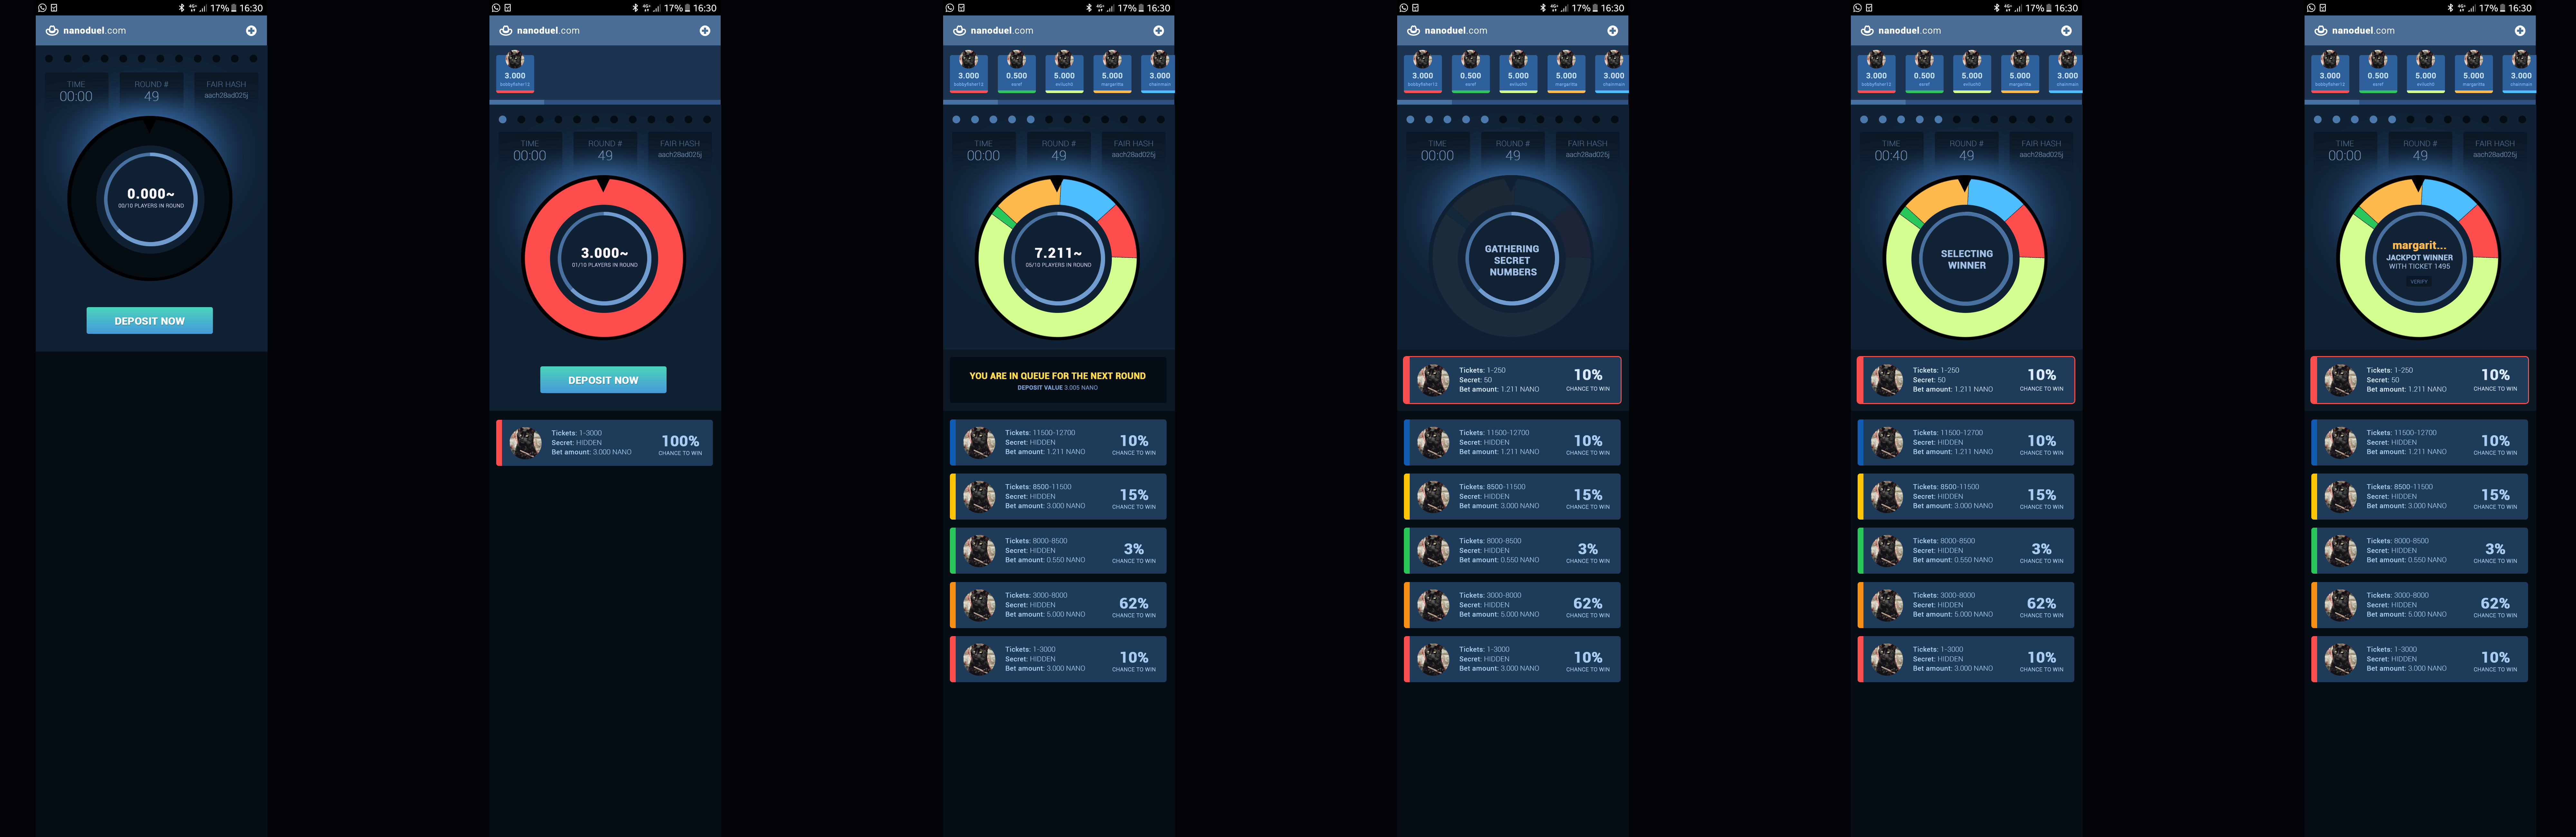 17% 16:30
nanoduel.com
TIME
ROUND #
FAIR HASH
00:00
49
aach28ad025j
0.000~
00/10 PLAYERS IN ROUND
DEPOSIT NOW
17% 16:30
nanoduel.com
3.000
bobbyfisher12
TIME
ROUND #
FAIR HASH
00:00
49
aach28ad025j
3.000~
01/10 PLAYERS IN ROUND
DEPOSIT NOW
Tickets: 1-3000
Secret: HIDDEN
Bet amount: 3.000 NANO
100%
CHANCE TO WIN
17% 16:30
nanoduel.com
3.000
0.500
5.000
5.000
3.000
bobbyfisher12
margaritta
TIME
ROUND #
FAIR HASH
00:00
49
aach28ad025j
7.211~
05/10 PLAYERS IN ROUND
YOU ARE IN QUEUE FOR THE NEXT ROUND
DEPOSIT VALUE 3.005 NANO
Tickets: 11500-12700
Secret: HIDDEN
Bet amount: 1.211 NANO
10%
CHANCE TO WIN
Tickets: 8500-11500
Secret: HIDDEN
Bet amount: 3.000 NANO
15%
CHANCE TO WIN
Tickets: 8000-8500
Secret: HIDDEN
Bet amount: 0.550 NANO
3%
CHANCE TO WIN
Tickets: 3000-8000
Secret: HIDDEN
Bet amount: 5.000 NANO
62%
CHANCE TO WIN
Tickets: 1-3000
Secret: HIDDEN
Bet amount: 3.000 NANO
10%
CHANCE TO WIN
17% 16:30
nanoduel.com
3.000
0.500
5.000
5.000
3.000
bobbyfisher12
margaritta
TIME
ROUND #
FAIR HASH
00:00
49
aach28ad025j
GATHERING
SECRET
NUMBERS
Tickets: 1-250
Secret: 50
Bet amount: 1.211 NANO
10%
CHANCE TO WIN
Tickets: 11500-12700
Secret: HIDDEN
Bet amount: 1.211 NANO
10%
CHANCE TO WIN
Tickets: 8500-11500
Secret: HIDDEN
Bet amount: 3.000 NANO
15%
CHANCE TO WIN
Tickets: 8000-8500
Secret: HIDDEN
Bet amount: 0.550 NANO
3%
CHANCE TO WIN
Tickets: 3000-8000
Secret: HIDDEN
Bet amount: 5.000 NANO
62%
CHANCE TO WIN
Tickets: 1-3000
Secret: HIDDEN
Bet amount: 3.000 NANO
10%
CHANCE TO WIN
17% 16:30
nanoduel.com
3.000
0.500
5.000
5.000
3.000
bobbyfisher12
margaritta
TIME
ROUND #
FAIR HASH
00:40
49
aach28ad025j
SELECTING
WINNER
Tickets: 1-250
Secret: 50
Bet amount: 1.211 NANO
10%
CHANCE TO WIN
Tickets: 11500-12700
Secret: HIDDEN
Bet amount: 1.211 NANO
10%
CHANCE TO WIN
Tickets: 8500-11500
Secret: HIDDEN
Bet amount: 3.000 NANO
15%
CHANCE TO WIN
Tickets: 8000-8500
Secret: HIDDEN
Bet amount: 0.550 NANO
3%
CHANCE TO WIN
Tickets: 3000-8000
Secret: HIDDEN
Bet amount: 5.000 NANO
62%
CHANCE TO WIN
Tickets: 1-3000
Secret: HIDDEN
Bet amount: 3.000 NANO
10%
CHANCE TO WIN
17% 16:30
nanoduel.com
3.000
0.500
5.000
5.000
3.000
bobbyfisher12
margaritta
TIME
ROUND #
FAIR HASH
00:00
49
aach28ad025j
margarit...
JACKPOT WINNER
WITH TICKET 1495
VERIFY
Tickets: 1-250
Secret: 50
Bet amount: 1.211 NANO
10%
CHANCE TO WIN
Tickets: 11500-12700
Secret: HIDDEN
Bet amount: 1.211 NANO
10%
CHANCE TO WIN
Tickets: 8500-11500
Secret: HIDDEN
Bet amount: 3.000 NANO
15%
CHANCE TO WIN
Tickets: 8000-8500
Secret: HIDDEN
Bet amount: 0.550 NANO
3%
CHANCE TO WIN
Tickets: 3000-8000
Secret: HIDDEN
Bet amount: 5.000 NANO
62%
CHANCE TO WIN
Tickets: 1-3000
Secret: HIDDEN
Bet amount: 3.000 NANO
10%
CHANCE TO WIN